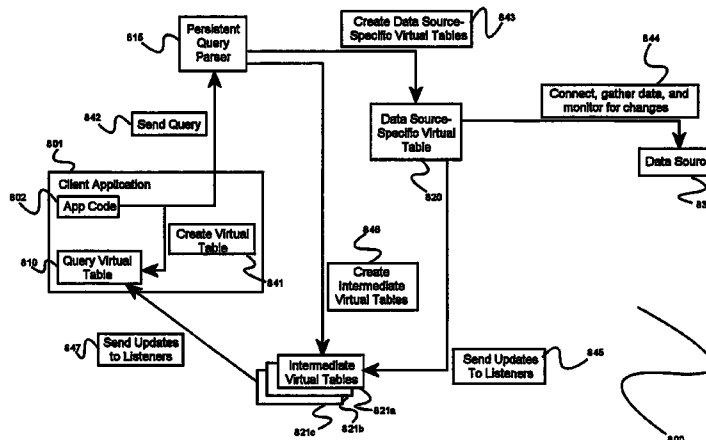 815
Persistent
Query
Parser
Create Data Source-
Specific Virtual Tables
843
844
Connect, gather data, and
monitor for changes
842
Send Query
Data Source-
Specific Virtual
Table
820
Data Source
801
Client Application
802
App Code
Create Virtual
Table
841
810
Query Virtual
Table
846
Create
Intermediate
Virtual Tables
847
Send Updates
to Listeners
Intermediate
Virtual Tables
Send Updates
To Listeners
845
821a
821b
821c